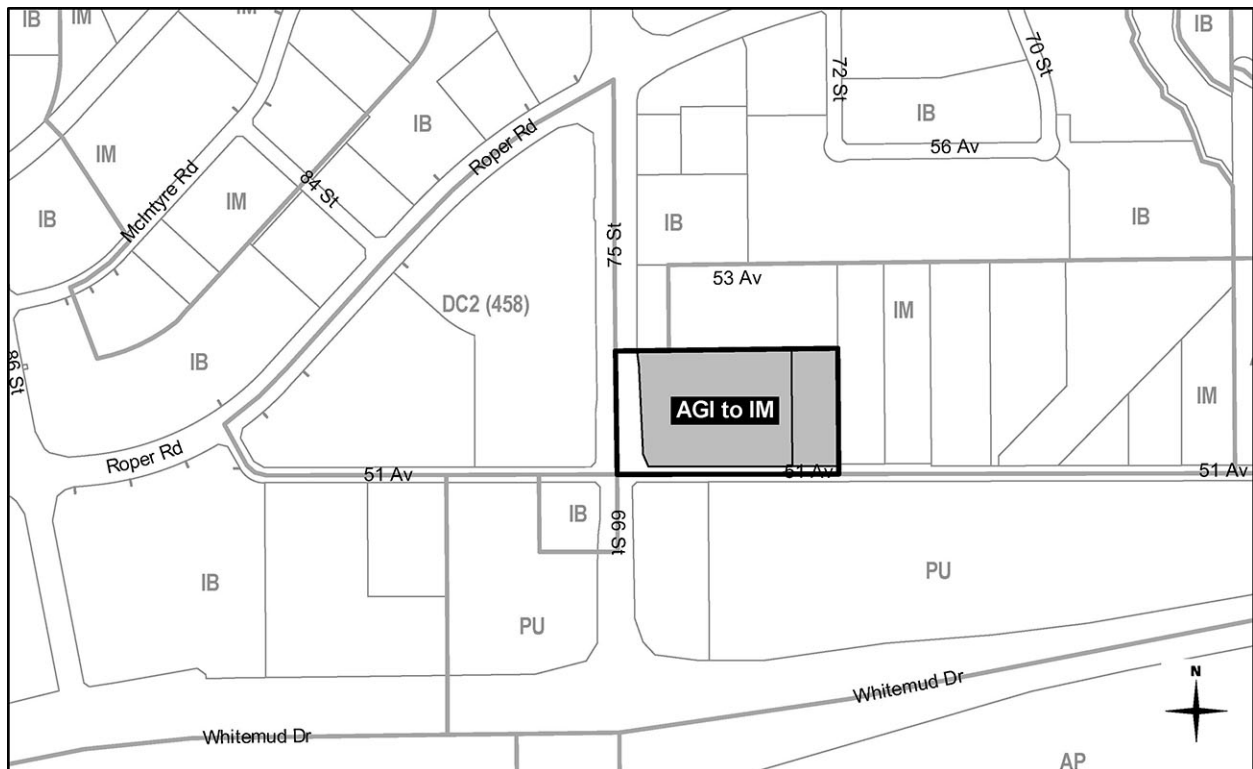 IB
IM
IM
IB
72 St
70 St
IB
IM
IB
Roper Rd
56 Av
McIntyre Rd
IM
84 St
IB
75 St
IB
IB
53 Av
DC2 (458)
IM
86 St
IB
AGI to IM
IM
Roper Rd
51 Av
51 Av
51 Av
IB
66 St
IB
PU
PU
N
Whitemud Dr
Whitemud Dr
AP